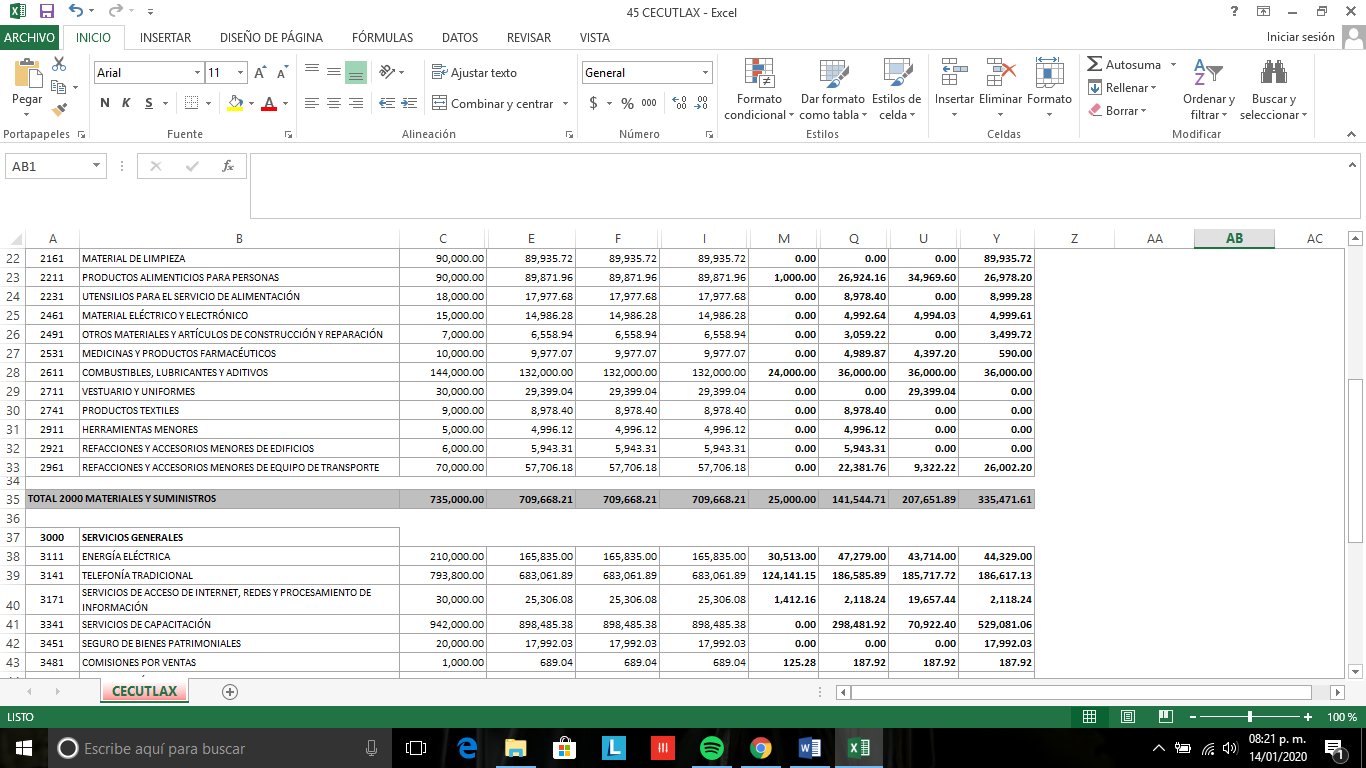 45 CECUTLAX - Excel
ARCHIVO INICIO INSERTAR DISEÑO DE PÁGINA FÓRMULAS DATOS REVISAR VISTA Iniciar sesión
Arial 11 Ajustar texto General Autosuma
Pegar Rellenar
N K S Combinar y centrar $ % 000 Borrar
Formato condicional Dar formato como tabla Estilos de celda Insertar Eliminar Formato Ordenar y filtrar Buscar y seleccionar
Portapapeles Fuente Alineación Número Estilos Celdas Modificar
AB1 fx
A B C E F I M Q U Y Z AA AB AC
22 2161 MATERIAL DE LIMPIEZA 90,000.00 89,935.72 89,935.72 89,935.72 0.00 0.00 0.00 89,935.72
23 2211 PRODUCTOS ALIMENTICIOS PARA PERSONAS 90,000.00 89,871.96 89,871.96 89,871.96 1,000.00 26,924.16 34,969.60 26,978.20
24 2231 UTENSILIOS PARA EL SERVICIO DE ALIMENTACIÓN 18,000.00 17,977.68 17,977.68 17,977.68 0.00 8,978.40 0.00 8,999.28
25 2461 MATERIAL ELÉCTRICO Y ELECTRÓNICO 15,000.00 14,986.28 14,986.28 14,986.28 0.00 4,992.64 4,994.03 4,999.61
26 2491 OTROS MATERIALES Y ARTÍCULOS DE CONSTRUCCIÓN Y REPARACIÓN 7,000.00 6,558.94 6,558.94 6,558.94 0.00 3,059.22 0.00 3,499.72
27 2531 MEDICINAS Y PRODUCTOS FARMACÉUTICOS 10,000.00 9,977.07 9,977.07 9,977.07 0.00 4,989.87 4,397.20 590.00
28 2611 COMBUSTIBLES, LUBRICANTES Y ADITIVOS 144,000.00 132,000.00 132,000.00 132,000.00 24,000.00 36,000.00 36,000.00 36,000.00
29 2711 VESTUARIO Y UNIFORMES 30,000.00 29,399.04 29,399.04 29,399.04 0.00 0.00 29,399.04 0.00
30 2741 PRODUCTOS TEXTILES 9,000.00 8,978.40 8,978.40 8,978.40 0.00 8,978.40 0.00 0.00
31 2911 HERRAMIENTAS MENORES 5,000.00 4,996.12 4,996.12 4,996.12 0.00 4,996.12 0.00 0.00
32 2921 REFACCIONES Y ACCESORIOS MENORES DE EDIFICIOS 6,000.00 5,943.31 5,943.31 5,943.31 0.00 5,943.31 0.00 0.00
33 2961 REFACCIONES Y ACCESORIOS MENORES DE EQUIPO DE TRANSPORTE 70,000.00 57,706.18 57,706.18 57,706.18 0.00 22,381.76 9,322.22 26,002.20
34
35 TOTAL 2000 MATERIALES Y SUMINISTROS 735,000.00 709,668.21 709,668.21 709,668.21 25,000.00 141,544.71 207,651.89 335,471.61
36
37 3000 SERVICIOS GENERALES
38 3111 ENERGÍA ELÉCTRICA 210,000.00 165,835.00 165,835.00 165,835.00 30,513.00 47,279.00 43,714.00 44,329.00
39 3141 TELEFONÍA TRADICIONAL 793,800.00 683,061.89 683,061.89 683,061.89 124,141.15 186,585.89 185,717.72 186,617.13
SERVICIOS DE ACCESO DE INTERNET, REDES Y PROCESAMIENTO DE
40 3171 INFORMACIÓN 30,000.00 25,306.08 25,306.08 25,306.08 1,412.16 2,118.24 19,657.44 2,118.24
41 3341 SERVICIOS DE CAPACITACIÓN 942,000.00 898,485.38 898,485.38 898,485.38 0.00 298,481.92 70,922.40 529,081.06
42 3451 SEGURO DE BIENES PATRIMONIALES 20,000.00 17,992.03 17,992.03 17,992.03 0.00 0.00 0.00 17,992.03
43 3481 COMISIONES POR VENTAS 1,000.00 689.04 689.04 689.04 125.28 187.92 187.92 187.92
CECUTLAX
LISTO 100 %
Escribe aquí para buscar 08:21 p. m.
14/01/2020